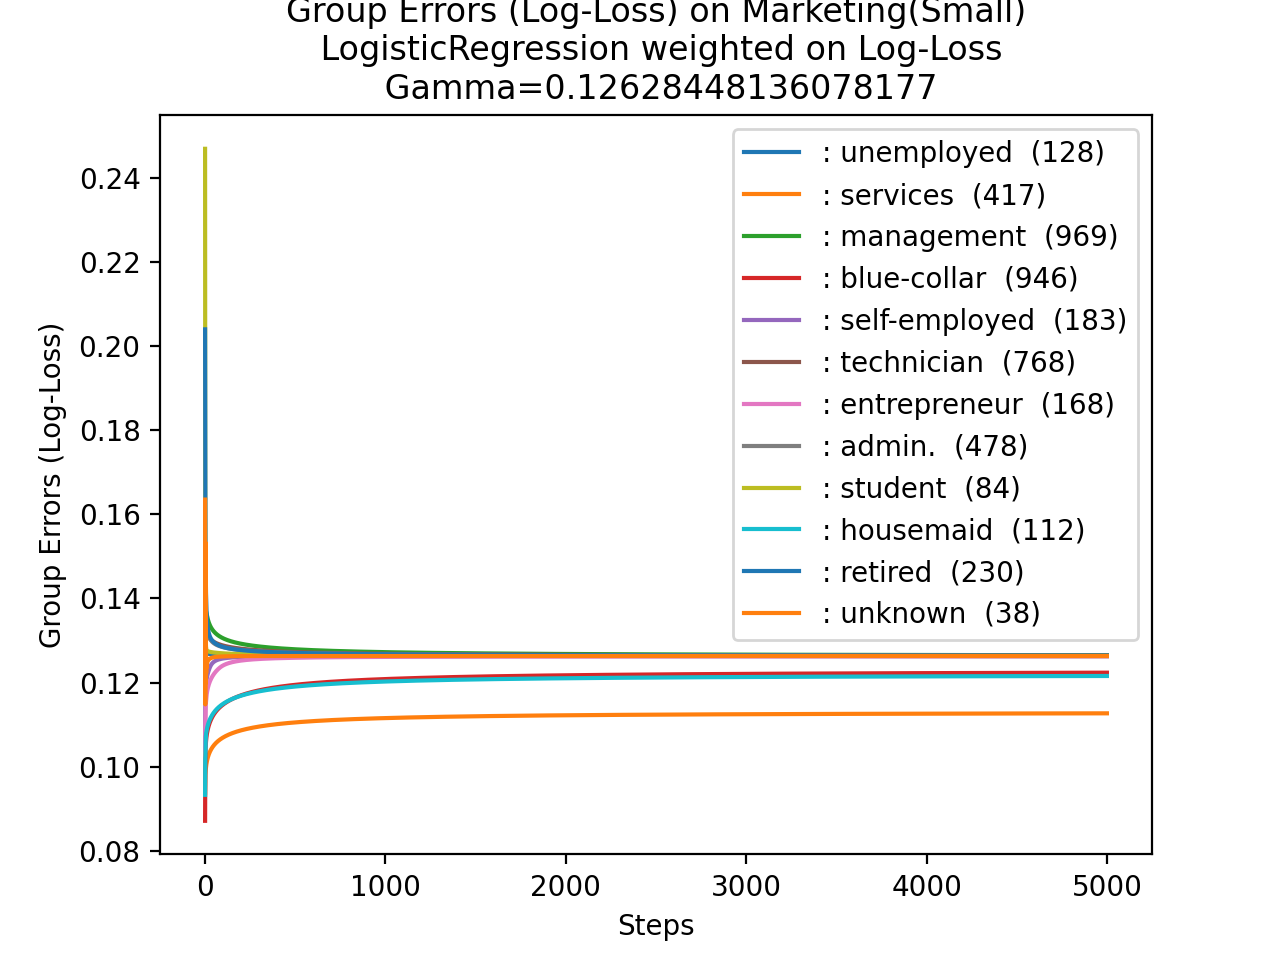 Group Errors (Log-Loss) on Marketing(Small)
LogisticRegression weighted on Log-Loss
Gamma=0.12628448136078177
Group Errors (Log-Loss)
0.24
0.22
0.20
0.18
0.16
0.14
0.12
0.10
0.08
: unemployed (128)
: services (417)
: management (969)
: blue-collar (946)
: self-employed (183)
: technician (768)
: entrepreneur (168)
: admin. (478)
: student (84)
: housemaid (112)
: retired (230)
: unknown (38)
0 1000 2000 3000 4000 5000
Steps